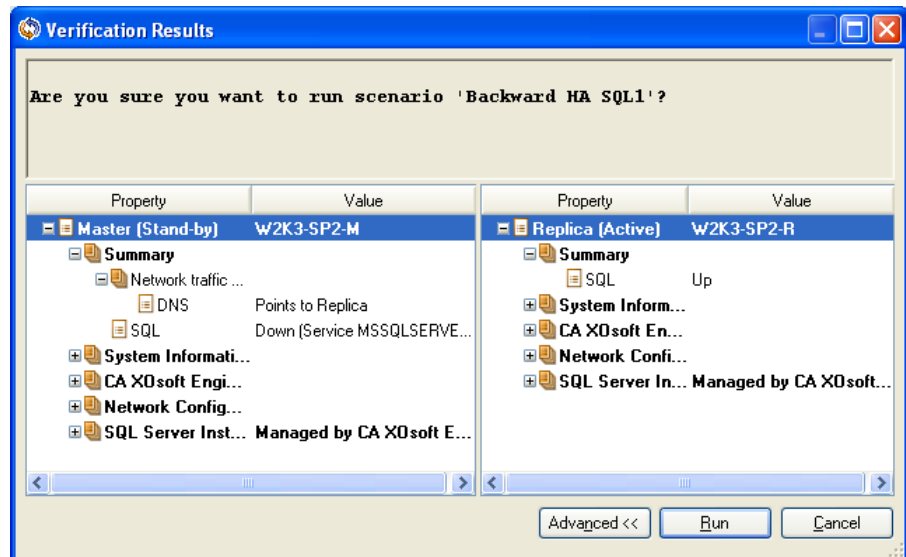 Verification Results
Are you sure you want to run scenario 'Backward HA SQL1'?
Property Value
Master (Stand-by) W2K3-SP2-M
Summary
Network traffic ...
DNS Points to Replica
SQL Down (Service MSSQLSERVE...
System Informati...
CA XOsoft Engi...
Network Config...
SQL Server Inst... Managed by CA XOsoft E...
Property Value
Replica (Active) W2K3-SP2-R
Summary
SQL Up
System Inform...
CA XOsoft En...
Network Confi...
SQL Server In... Managed by CA XOsoft...
Advanced << Run Cancel